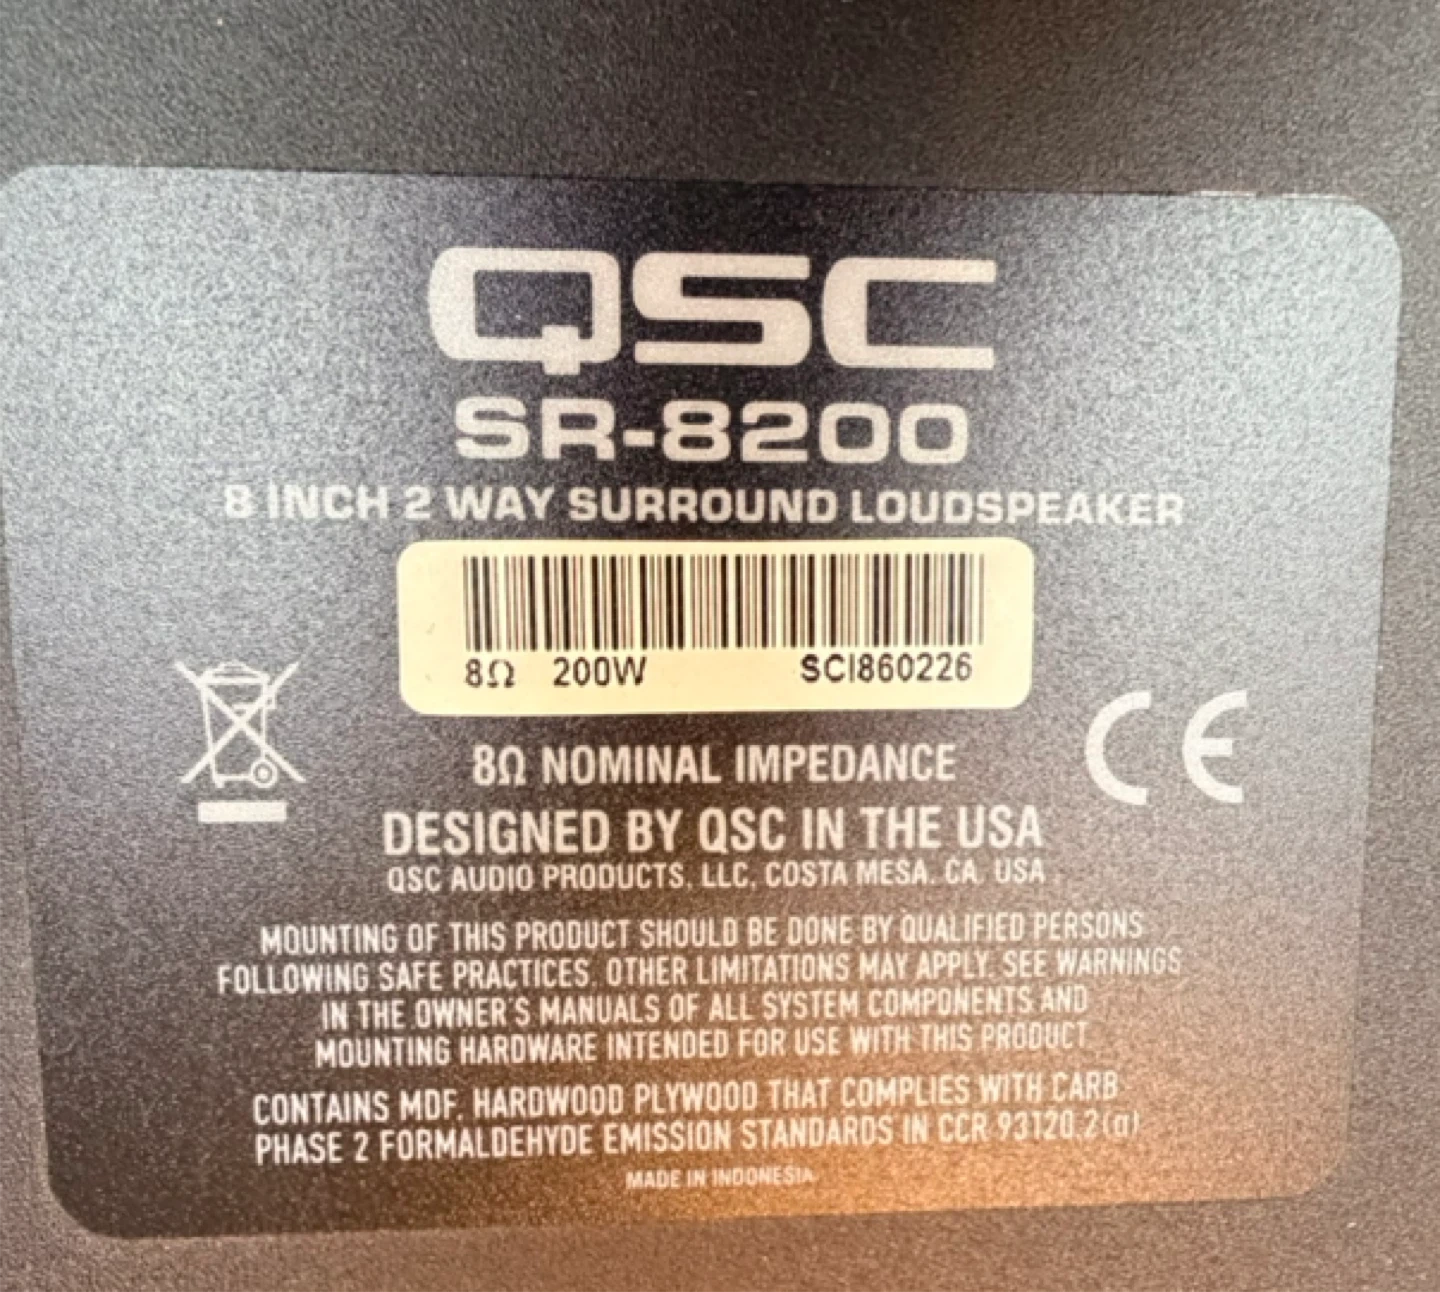 QSC
SR-8200
8 INCH 2 WAY SURROUND LOUDSPEAKER
8Ω 200W SCI860226
CE
8Ω NOMINAL IMPEDANCE
DESIGNED BY QSC IN THE USA
QSC AUDIO PRODUCTS, LLC, COSTA MESA, CA, USA
MOUNTING OF THIS PRODUCT SHOULD BE DONE BY QUALIFIED PERSONS
FOLLOWING SAFE PRACTICES. OTHER LIMITATIONS MAY APPLY. SEE WARNINGS
IN THE OWNER'S MANUALS OF ALL SYSTEM COMPONENTS AND
MOUNTING HARDWARE INTENDED FOR USE WITH THIS PRODUCT
CONTAINS MDF, HARDWOOD PLYWOOD THAT COMPLIES WITH CARB
PHASE 2 FORMALDEHYDE EMISSION STANDARDS IN CCR 93120.2(a)
MADE IN INDONESIA